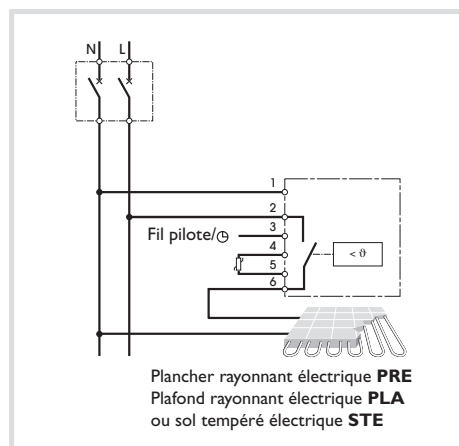 N L
1
2
Fil pilote/
3
4
5
6
< ϑ
Plancher rayonnant électrique PRE
Plafond rayonnant électrique PLA
ou sol tempéré électrique STE